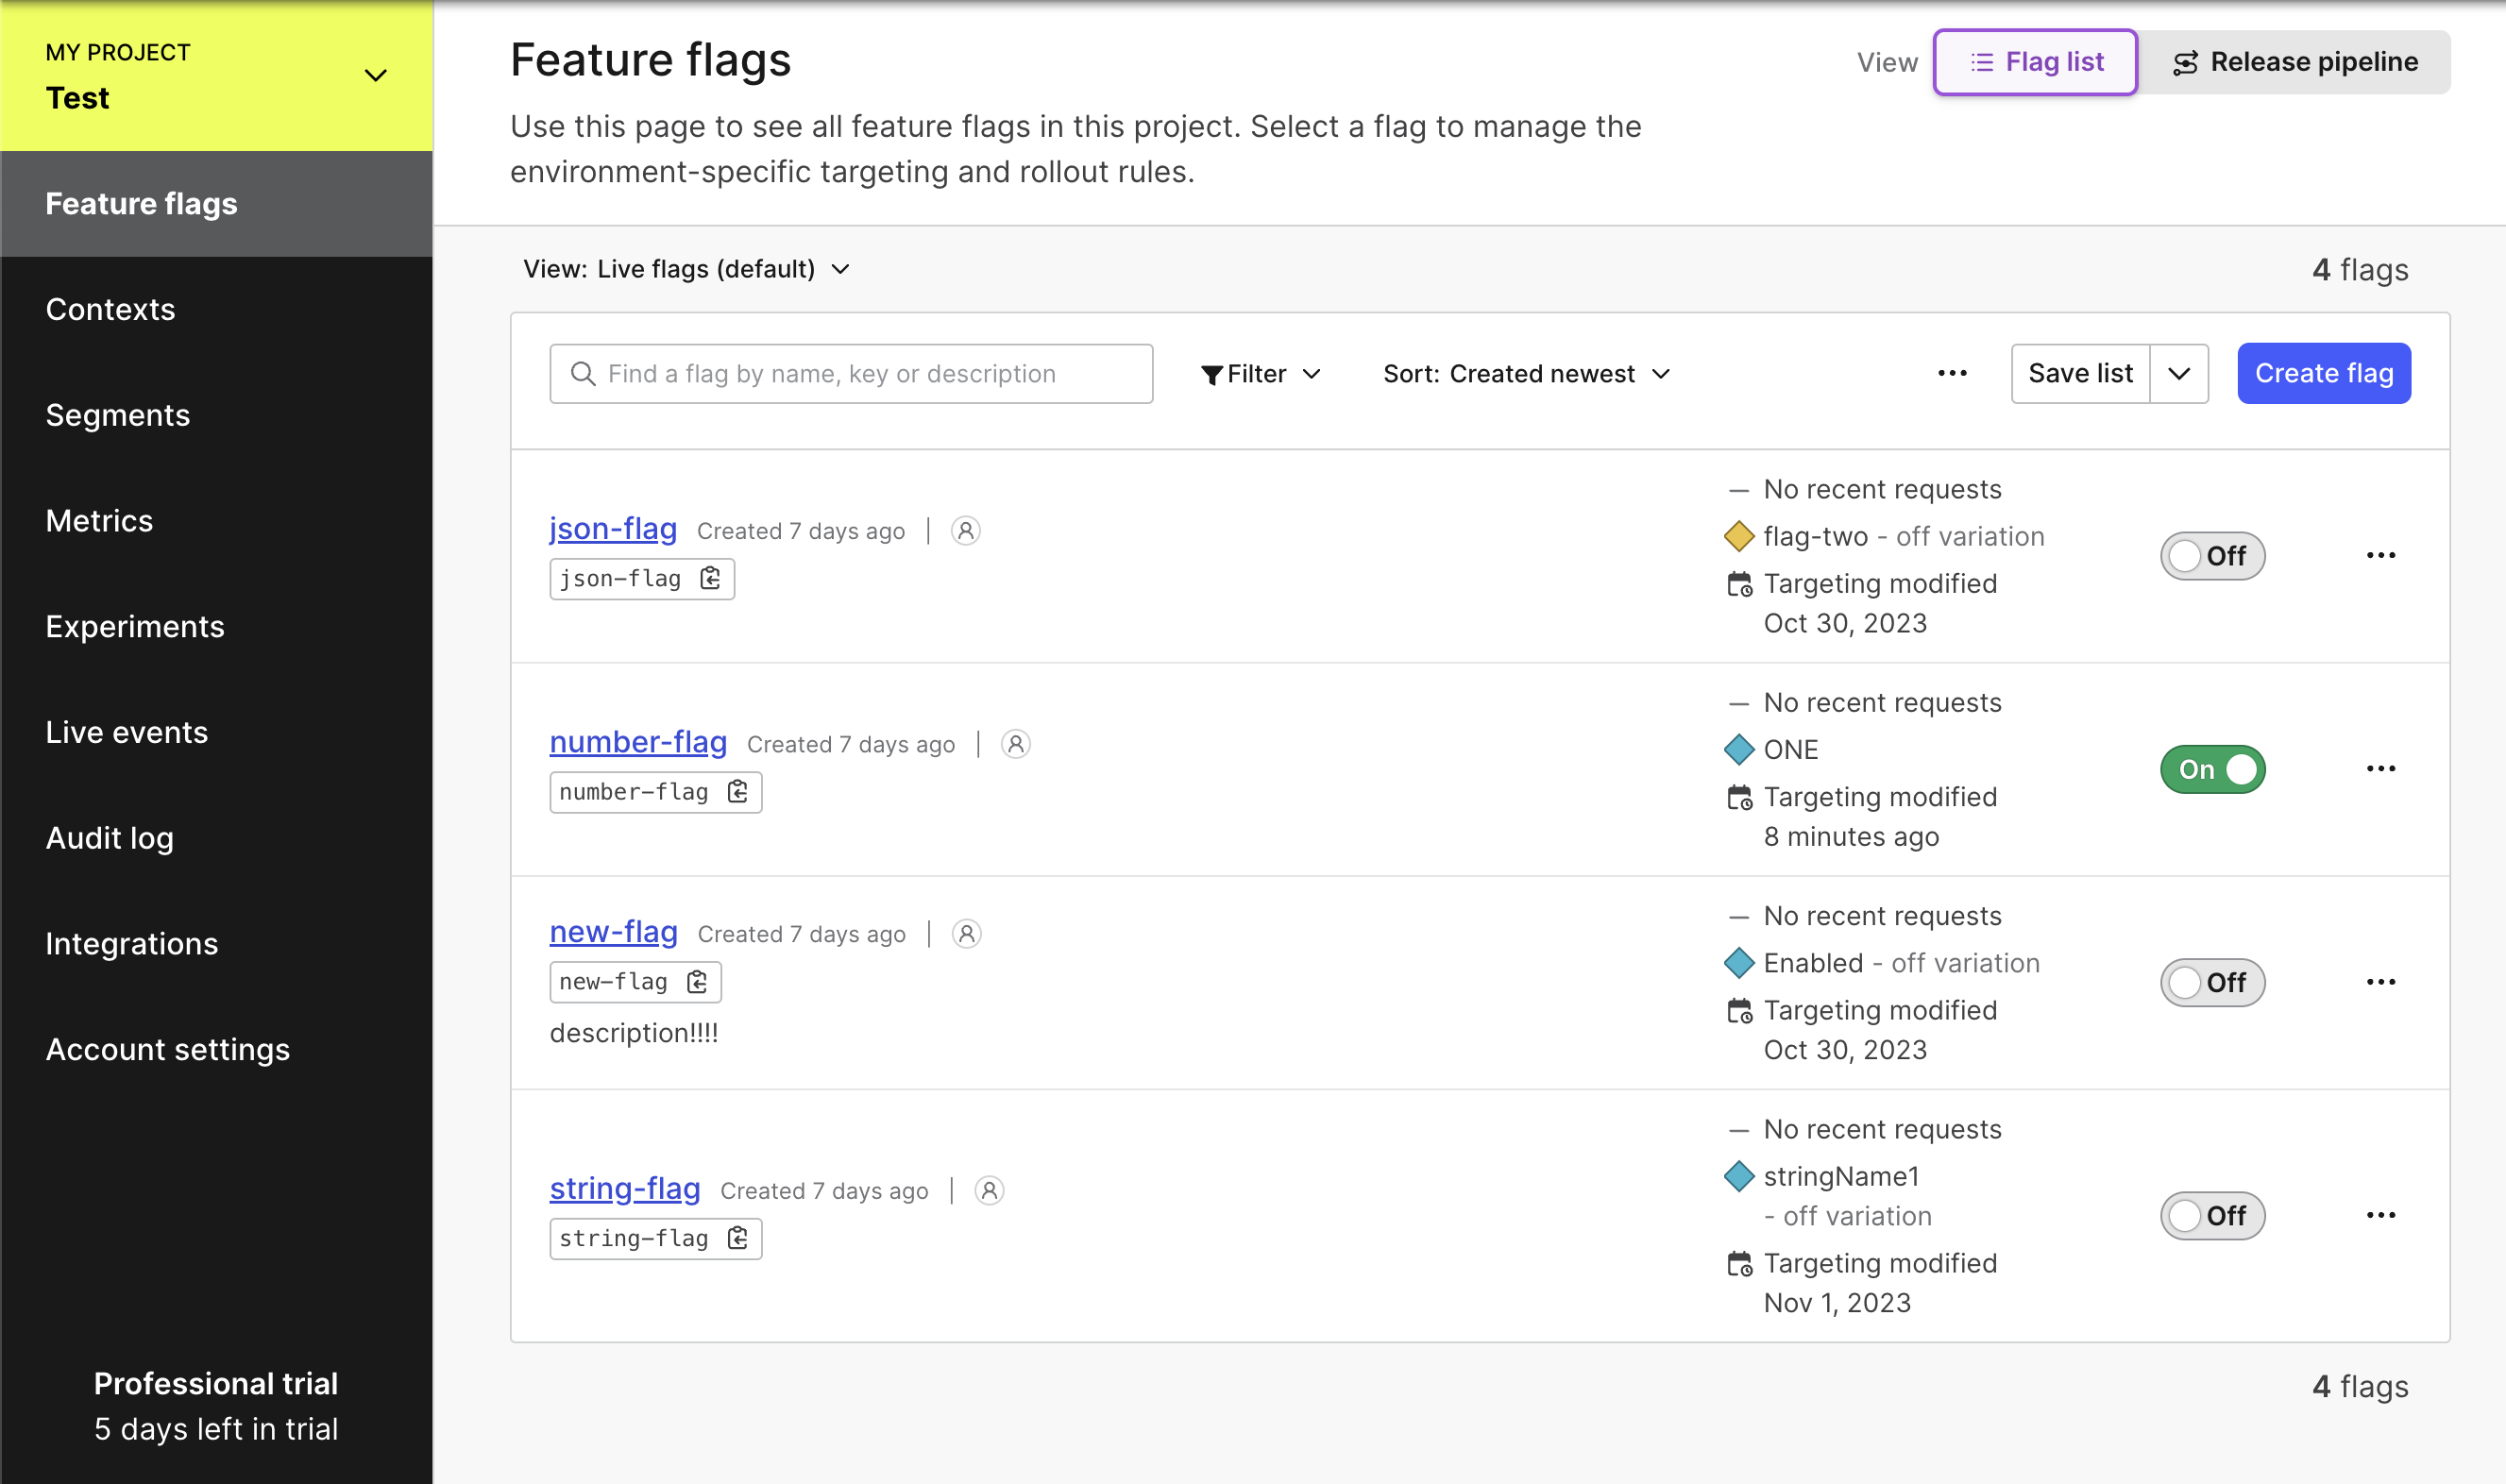 MY PROJECT
Test
Feature flags
Contexts
Segments
Metrics
Experiments
Live events
Audit log
Integrations
Account settings
Professional trial
5 days left in trial
Feature flags
Use this page to see all feature flags in this project. Select a flag to manage the
environment-specific targeting and rollout rules.
View Flag list Release pipeline
View: Live flags (default)
4 flags
Find a flag by name, key or description
Filter
Sort: Created newest
Save list
Create flag
json-flag Created 7 days ago
json-flag
No recent requests
flag-two - off variation
Targeting modified
Oct 30, 2023
Off
number-flag Created 7 days ago
number-flag
No recent requests
ONE
Targeting modified
8 minutes ago
On
new-flag Created 7 days ago
new-flag
description!!!!
No recent requests
Enabled - off variation
Targeting modified
Oct 30, 2023
Off
string-flag Created 7 days ago
string-flag
No recent requests
stringName1
- off variation
Targeting modified
Nov 1, 2023
Off
4 flags